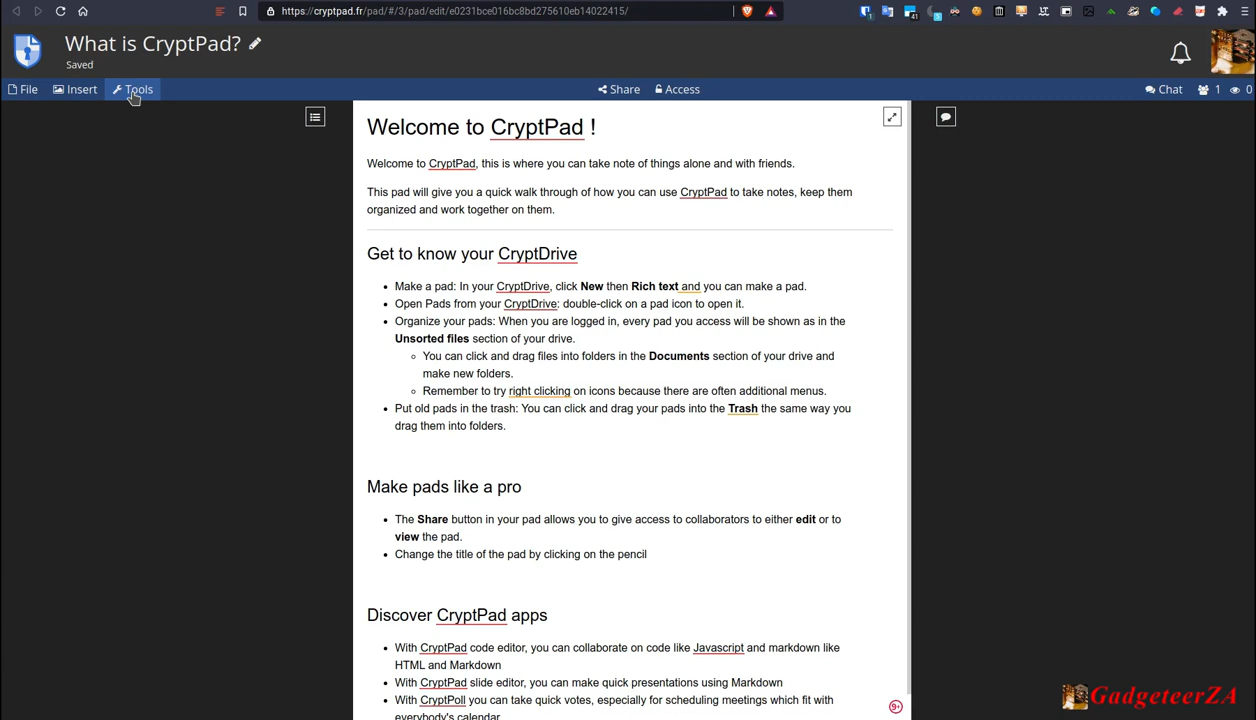 https://cryptpad.fr/pad/#/3/pad/edit/e0231bce016bc8bd275610eb14022415/
What is CryptPad?
Saved
File Insert Tools Share Access Chat 1 0
Welcome to CryptPad !
Welcome to CryptPad, this is where you can take note of things alone and with friends.
This pad will give you a quick walk through of how you can use CryptPad to take notes, keep them
organized and work together on them.
Get to know your CryptDrive
• Make a pad: In your CryptDrive, click New then Rich text and you can make a pad.
• Open Pads from your CryptDrive: double-click on a pad icon to open it.
• Organize your pads: When you are logged in, every pad you access will be shown as in the
Unsorted files section of your drive.
◦ You can click and drag files into folders in the Documents section of your drive and
make new folders.
◦ Remember to try right clicking on icons because there are often additional menus.
• Put old pads in the trash: You can click and drag your pads into the Trash the same way you
drag them into folders.
Make pads like a pro
• The Share button in your pad allows you to give access to collaborators to either edit or to
view the pad.
• Change the title of the pad by clicking on the pencil
Discover CryptPad apps
• With CryptPad code editor, you can collaborate on code like Javascript and markdown like
HTML and Markdown
• With CryptPad slide editor, you can make quick presentations using Markdown
• With CryptPoll you can take quick votes, especially for scheduling meetings which fit with
everybody's calendar
9+
GadgeteerZA